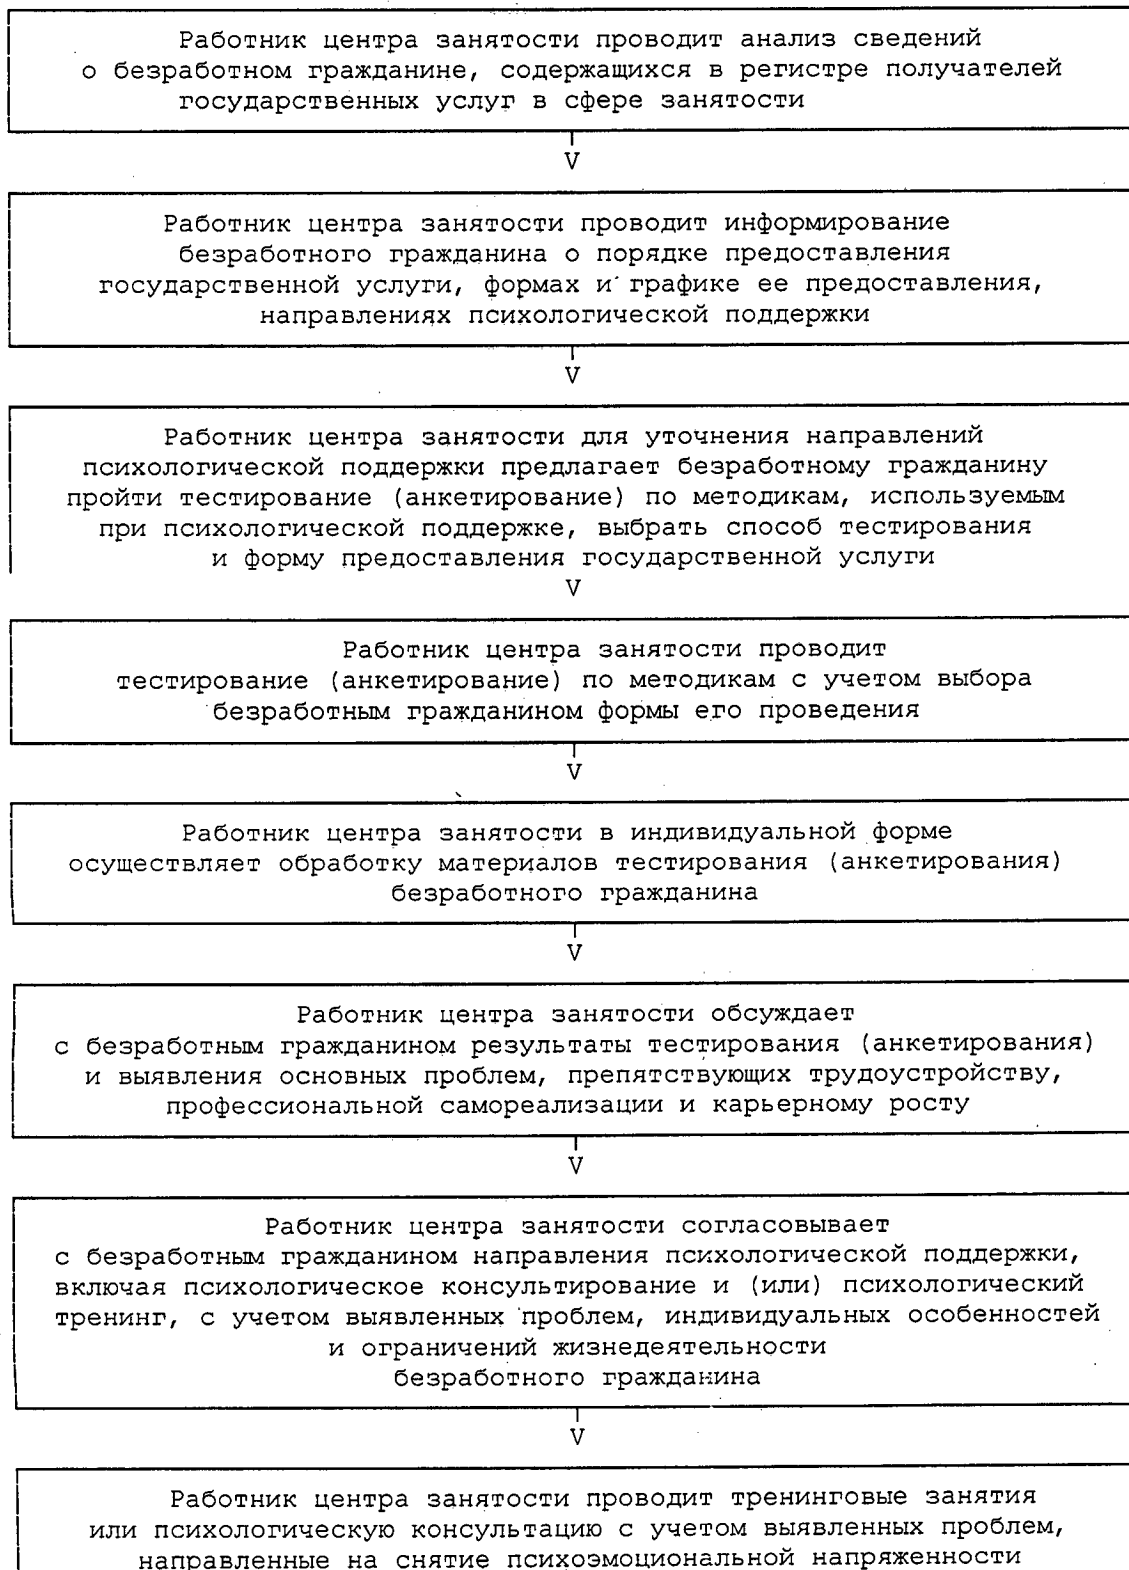 Работник центра занятости проводит анализ сведений
о безработном гражданине, содержащихся в регистре получателей
государственных услуг в сфере занятости
V
Работник центра занятости проводит информирование
безработного гражданина о порядке предоставления
государственной услуги, формах и графике ее предоставления,
направлениях психологической поддержки
V
Работник центра занятости для уточнения направлений
психологической поддержки предлагает безработному гражданину
пройти тестирование (анкетирование) по методикам, используемым
при психологической поддержке, выбрать способ тестирования
и форму предоставления государственной услуги
V
Работник центра занятости проводит
тестирование (анкетирование) по методикам с учетом выбора
безработным гражданином формы его проведения
V
Работник центра занятости в индивидуальной форме
осуществляет обработку материалов тестирования (анкетирования)
безработного гражданина
V
Работник центра занятости обсуждает
с безработным гражданином результаты тестирования (анкетирования)
и выявления основных проблем, препятствующих трудоустройству,
профессиональной самореализации и карьерному росту
V
Работник центра занятости согласовывает
с безработным гражданином направления психологической поддержки,
включая психологическое консультирование и (или) психологический
тренинг, с учетом выявленных проблем, индивидуальных особенностей
и ограничений жизнедеятельности
безработного гражданина
V
Работник центра занятости проводит тренинговые занятия
или психологическую консультацию с учетом выявленных проблем,
направленные на снятие психоэмоциональной напряженности